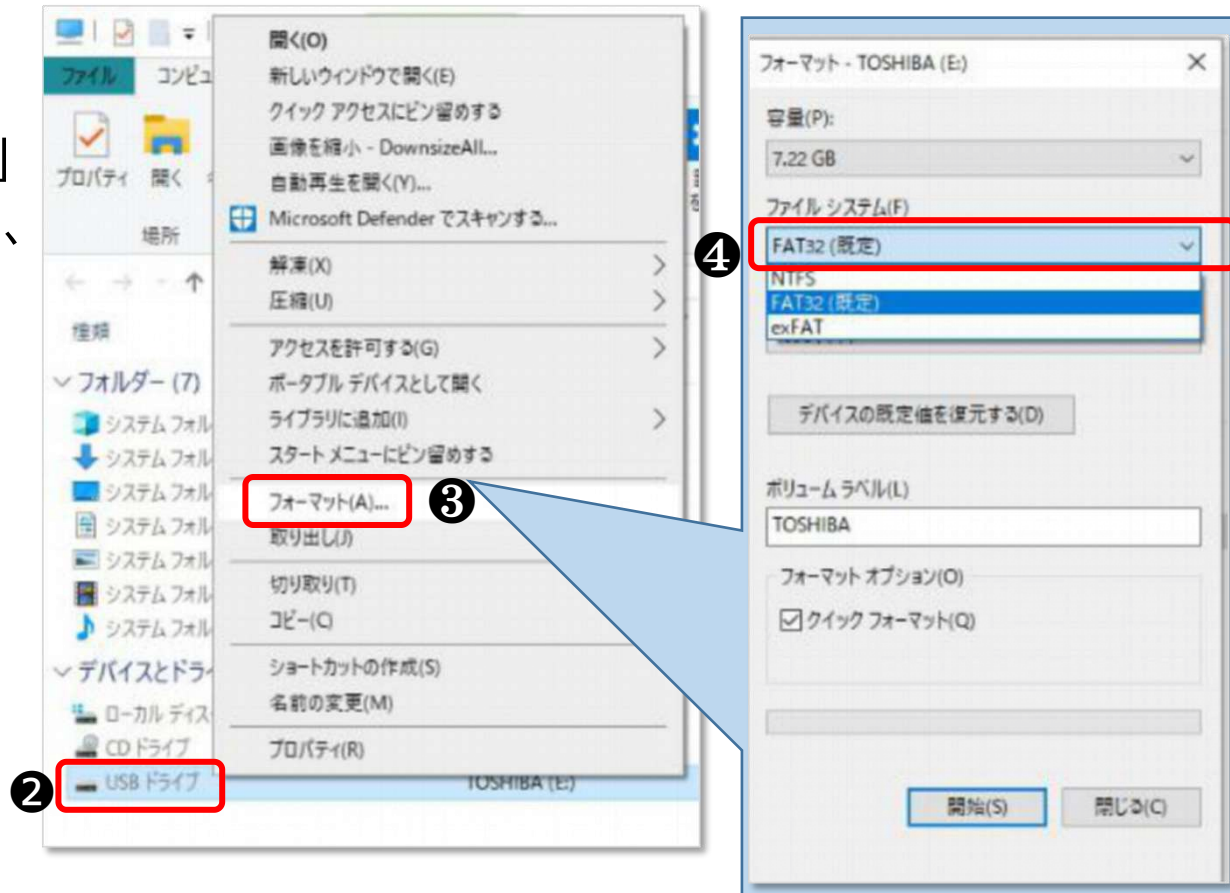 」
、
ファイル
コンピュ
プロパティ
開く
場所
種類
フォルダー (7)
システム フォル
システム フォル
システム フォル
システム フォル
システム フォル
システム フォル
システム フォル
デバイスとドライ
ローカル ディス
CD ドライブ
❷
USB ドライブ
TOSHIBA (E:)
開く(O)
新しいウィンドウで開く(E)
クイック アクセスにピン留めする
画像を縮小 - DownsizeAll...
自動再生を開く(Y)...
Microsoft Defender でスキャンする...
解凍(X)
圧縮(U)
アクセスを許可する(G)
ポータブル デバイスとして開く
ライブラリに追加(I)
スタート メニューにピン留めする
フォーマット(A)...
❸
取り出し(J)
切り取り(T)
コピー(C)
ショートカットの作成(S)
名前の変更(M)
プロパティ(R)
フォーマット - TOSHIBA (E:)
容量(P):
7.22 GB
ファイル システム(F)
❹
FAT32 (既定)
NTFS
FAT32 (既定)
exFAT
デバイスの既定値を復元する(D)
ボリューム ラベル(L)
TOSHIBA
フォーマット オプション(O)
クイック フォーマット(Q)
開始(S)
閉じる(C)